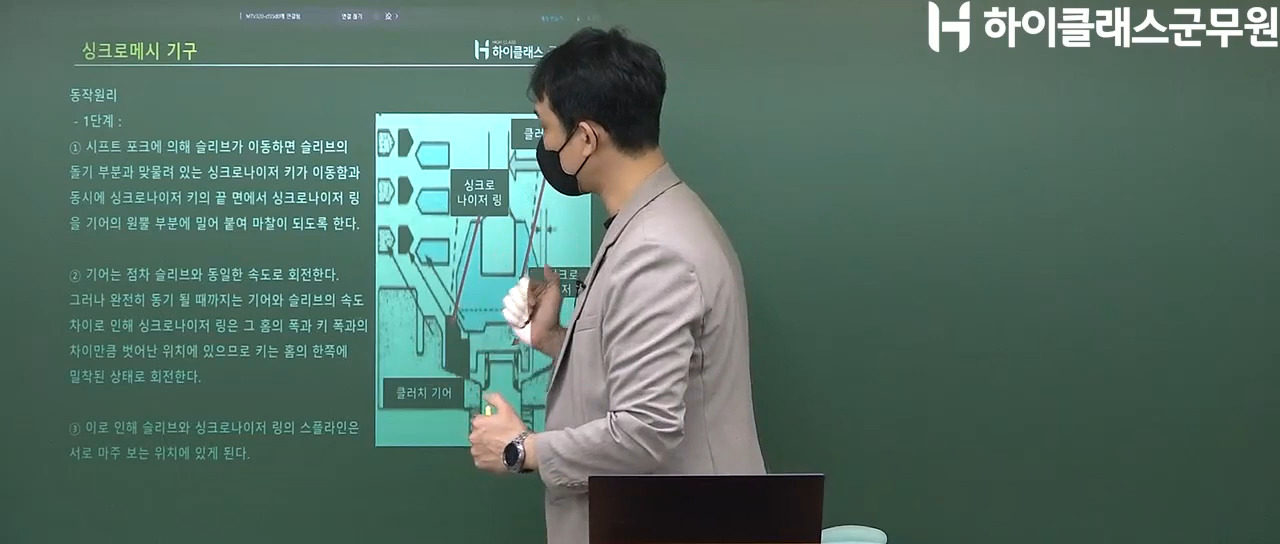 하이클래스군무원
연결 끊기
싱크로메시 기구
HIGH CLASS
하이클래스
동작원리
- 1단계 :
① 시프트 포크에 의해 슬리브가 이동하면 슬리브의
돌기 부분과 맞물려 있는 싱크로나이저 키가 이동함과
동시에 싱크로나이저 키의 끝 면에서 싱크로나이저 링
을 기어의 원뿔 부분에 밀어 붙여 마찰이 되도록 한다.
② 기어는 점차 슬리브와 동일한 속도로 회전한다.
그러나 완전히 동기 될 때까지는 기어와 슬리브의 속도
차이로 인해 싱크로나이저 링은 그 홈의 폭과 키 폭과의
차이만큼 벗어난 위치에 있으므로 키는 홈의 한쪽에
밀착된 상태로 회전한다.
③ 이로 인해 슬리브와 싱크로나이저 링의 스플라인은
서로 마주 보는 위치에 있게 된다.
싱크로
나이저 링
클러치 기어